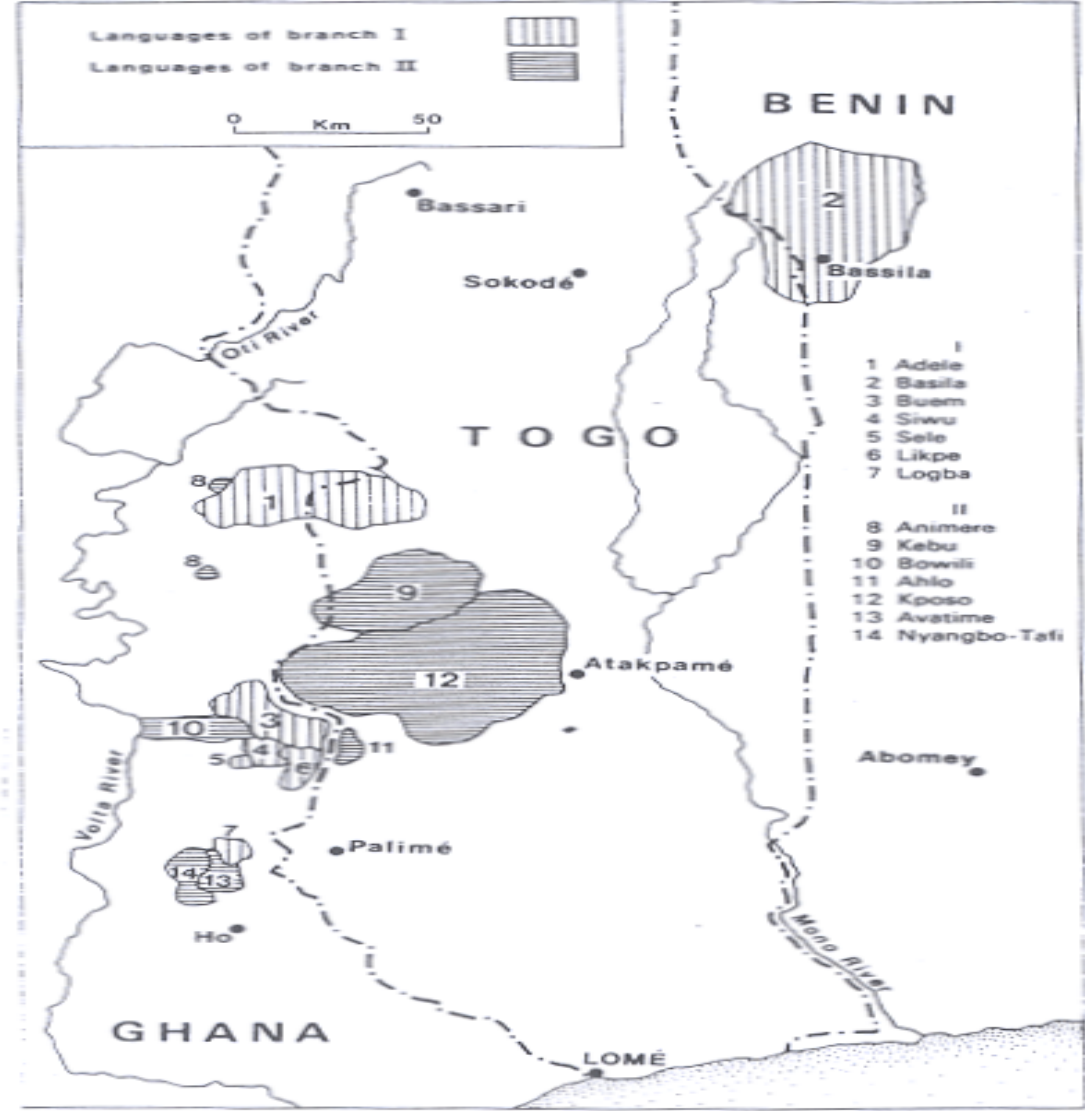 Languages of branch I
Languages of branch II
0 Km 50
BENIN
2
Bassari
Bassila
Sokodé
Oti River
I
1 Adele
2 Basila
3 Buem
4 Siwu
5 Sele
6 Likpe
7 Logba
TOGO
8
1
II
8 Animere
9 Kebu
10 Bowili
11 Ahlo
12 Kposo
13 Avatime
14 Nyangbo-Tafi
8
9
Atakpamé
12
10
3
11
5
4
6
Abomey
Volta River
7
Palimé
14
13
Ho
Mono River
GHANA
LOMÉ